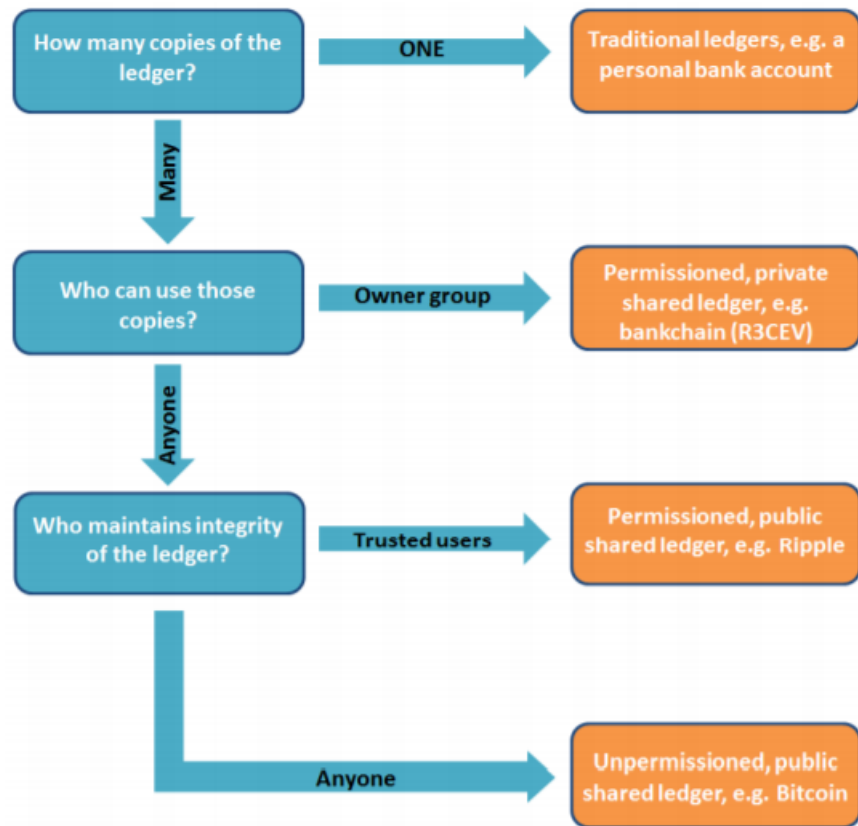 How many copies of the
ledger?
ONE
Traditional ledgers, e.g. a
personal bank account
Many
Who can use those
copies?
Owner group
Permissioned, private
shared ledger, e.g.
bankchain (R3CEV)
Anyone
Who maintains integrity
of the ledger?
Trusted users
Permissioned, public
shared ledger, e.g. Ripple
Anyone
Unpermissioned, public
shared ledger, e.g. Bitcoin